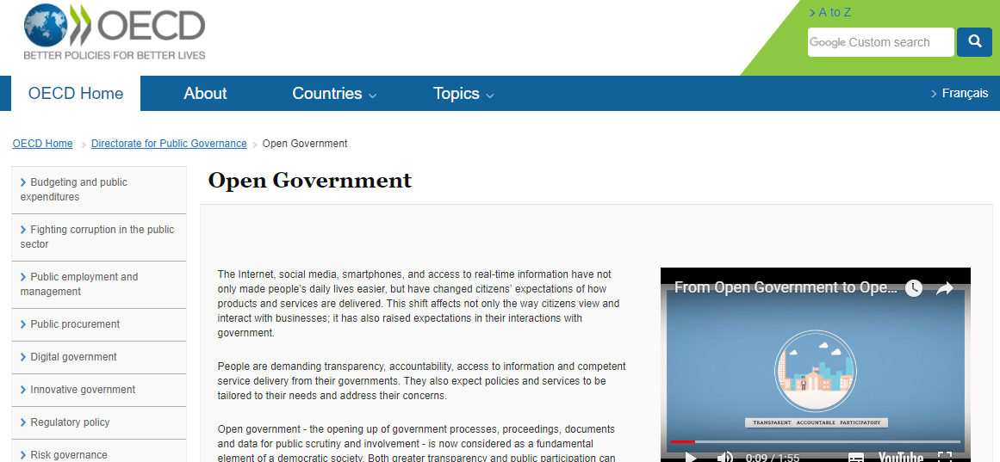 OECD
BETTER POLICIES FOR BETTER LIVES
A to Z
Google Custom search
OECD Home
About
Countries
Topics
Français
OECD Home
Directorate for Public Governance
Open Government
Budgeting and public
expenditures
Fighting corruption in the public
sector
Public employment and
management
Public procurement
Digital government
Innovative government
Regulatory policy
Risk governance
Open Government
The Internet, social media, smartphones, and access to real-time information have not
only made people's daily lives easier, but have changed citizens' expectations of how
products and services are delivered. This shift affects not only the way citizens view and
interact with businesses; it has also raised expectations in their interactions with
government.
People are demanding transparency, accountability, access to information and competent
service delivery from their governments. They also expect policies and services to be
tailored to their needs and address their concerns.
Open government - the opening up of government processes, proceedings, documents
and data for public scrutiny and involvement - is now considered as a fundamental
element of a democratic society. Both greater transparency and public participation can
From Open Government to Ope...
TRANSPARENT ACCOUNTABLE PARTICIPATORY
0:09 / 1:55
YouTube